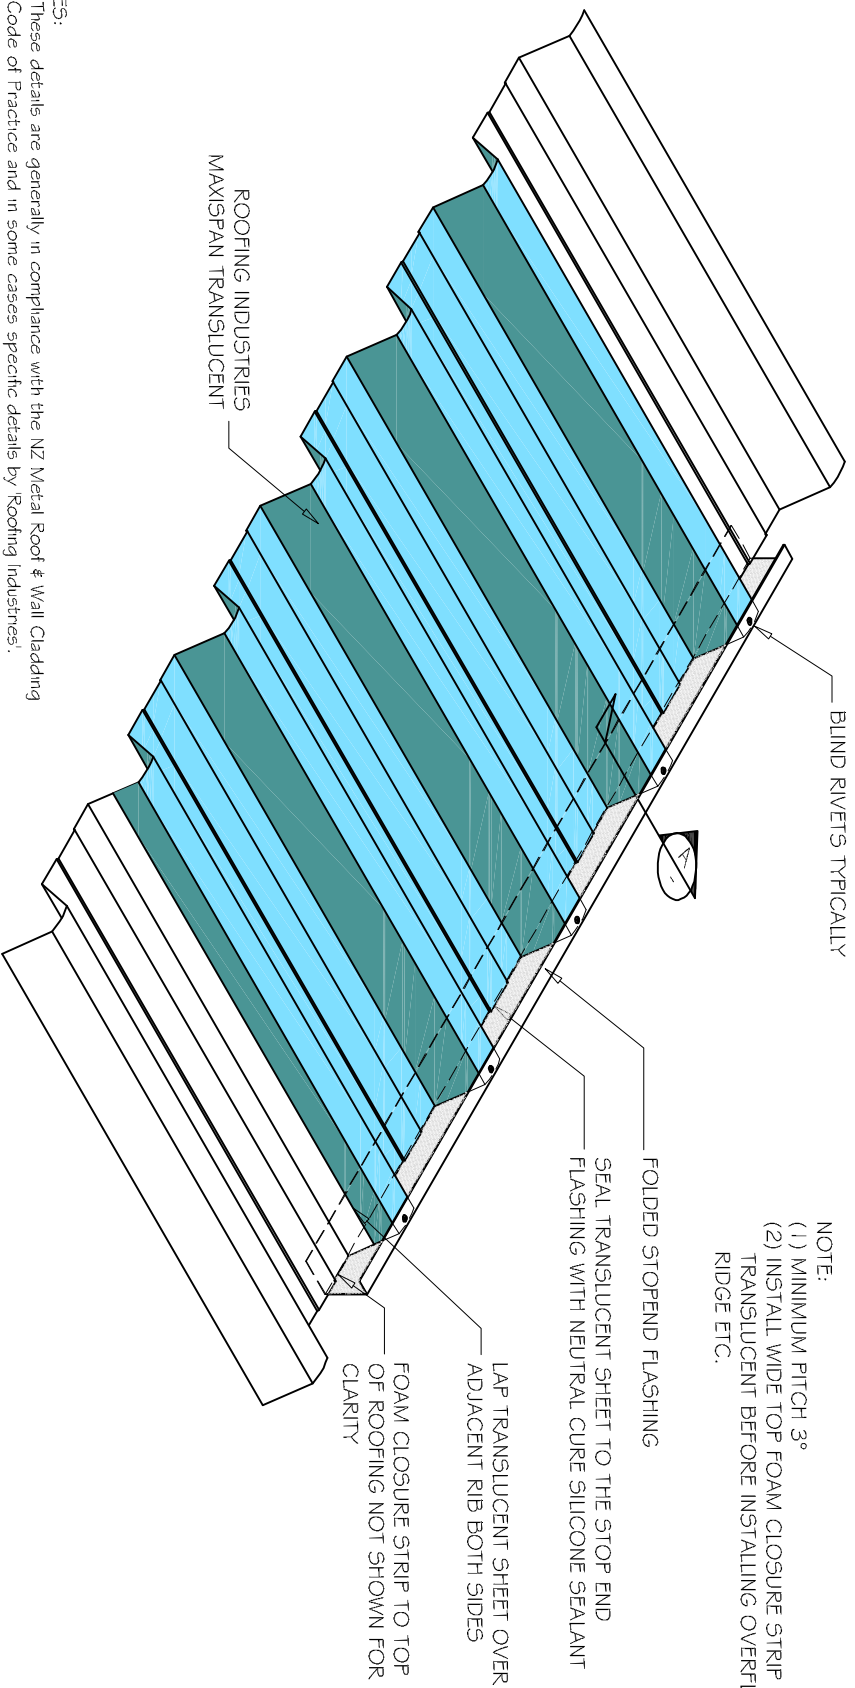 NOTE:
(1) MINIMUM PITCH 3°
(2) INSTALL WIDE TOP FOAM CLOSURE STRIP
TRANSLUCENT BEFORE INSTALLING
RIDGE ETC.
BLIND RIVETS TYPICALLY
A
-
FOLDED STOPEND FLASHING
SEAL TRANSLUCENT SHEET TO THE STOP END
FLASHING WITH NEUTRAL CURE SILICONE SEALANT
LAP TRANSLUCENT SHEET OVER
ADJACENT RIB BOTH SIDES
FOAM CLOSURE STRIP TO TOP
OF ROOFING NOT SHOWN FOR
CLARITY
ROOFING INDUSTRIES
MAXISPAN TRANSLUCENT
These details are generally in compliance with the NZ Metal Roof & Wall Cladding
Code of Practice and in some cases specific details by 'Roofing Industries'.